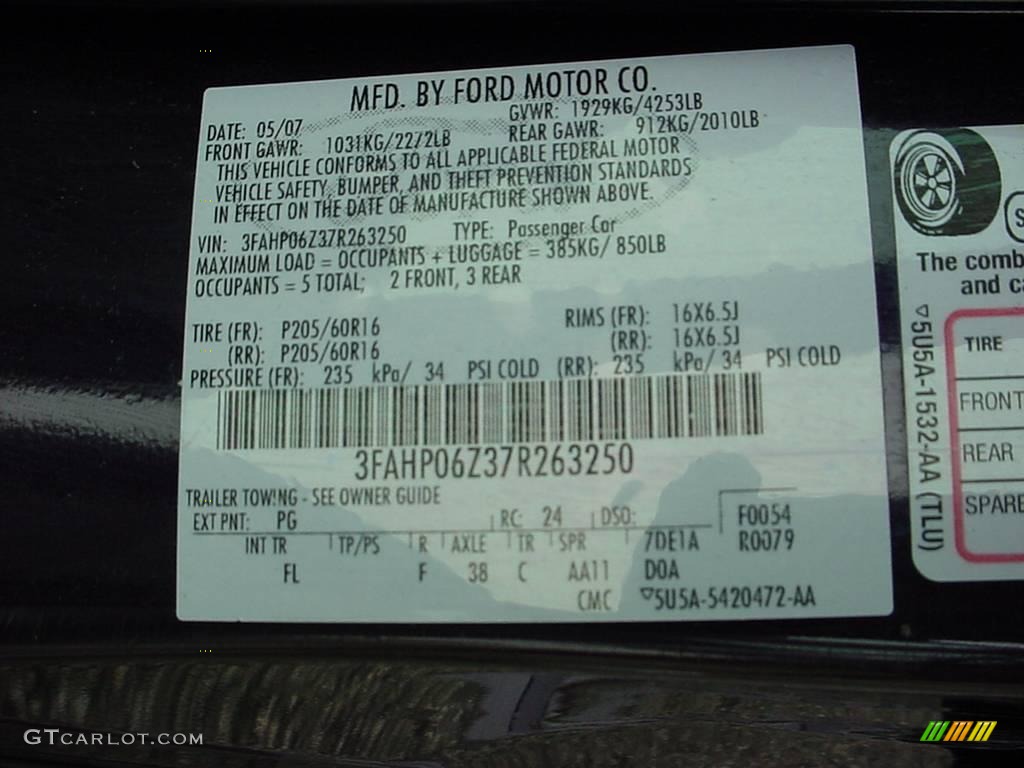 MFD. BY FORD MOTOR CO.
DATE: 05/07 GVWR: 1929KG/4253LB
FRONT GAWR: 1031KG/2272LB REAR GAWR: 912KG/2010LB
THIS VEHICLE CONFORMS TO ALL APPLICABLE FEDERAL MOTOR
VEHICLE SAFETY, BUMPER, AND THEFT PREVENTION STANDARDS
IN EFFECT ON THE DATE OF MANUFACTURE SHOWN ABOVE.
VIN: 3FAHP06Z37R263250 TYPE: Passenger Car
MAXIMUM LOAD = OCCUPANTS + LUGGAGE = 385KG/ 850LB
OCCUPANTS = 5 TOTAL; 2 FRONT, 3 REAR
TIRE (FR): P205/60R16 RIMS (FR): 16X6.5J
(RR): P205/60R16 (RR): 16X6.5J
PRESSURE (FR): 235 kPa/ 34 PSI COLD (RR): 235 kPa/ 34 PSI COLD
3FAHP06Z37R263250
TRAILER TOWING - SEE OWNER GUIDE
EXT PNT: PG RC: 24 DSO: F0054
INT TR TP/PS R AXLE TR SPR 7DE1A R0079
FL F 38 C AA11 DOA
CMC ▽5U5A-5420472-AA
The comb
and ca
▽5U5A-1532-AA (TLU)
TIRE
FRONT
REAR
SPARE
GTCARLOT.COM